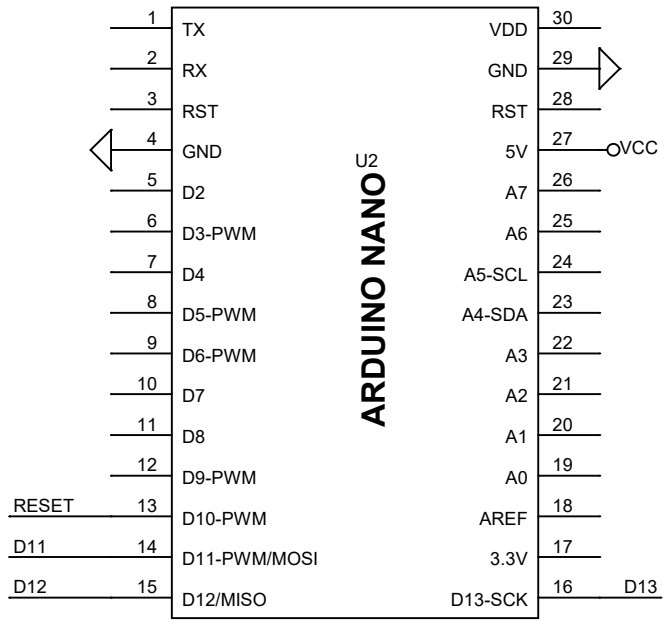 1 TX VDD 30
2 RX GND 29
3 RST RST 28
4 GND 5V 27 VCC
U2
5 D2 A7 26
6 D3-PWM A6 25
7 D4 A5-SCL 24
8 D5-PWM A4-SDA 23
ARDUINO NANO
9 D6-PWM A3 22
10 D7 A2 21
11 D8 A1 20
12 D9-PWM A0 19
RESET 13 D10-PWM AREF 18
D11 14 D11-PWM/MOSI 3.3V 17
D12 15 D12/MISO D13-SCK 16 D13